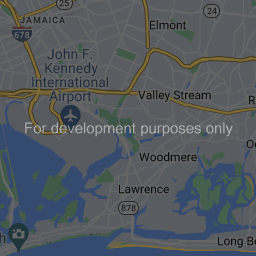 25
24
JAMAICA
Elmont
678
John F.
Kennedy
International
Airport
Valley Stream
R
For development purposes only
Woodmere
Oc
Lawrence
878
h
Long Be